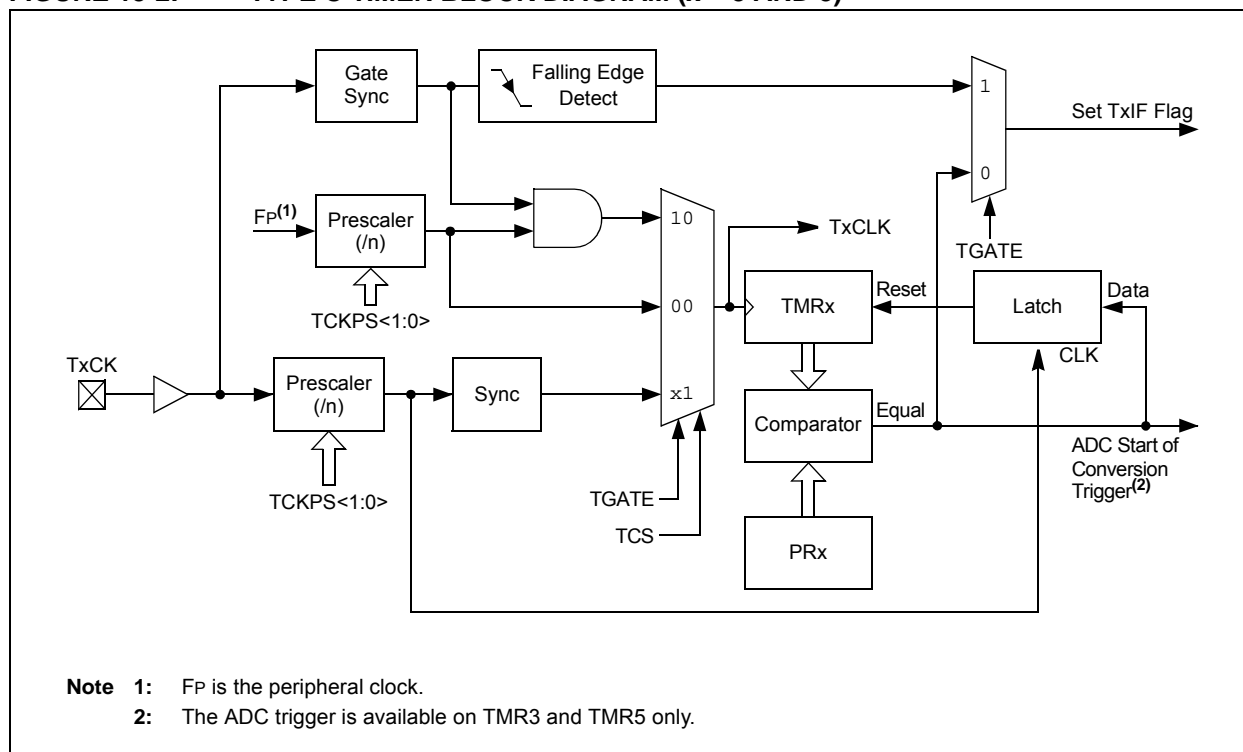 Gate
Sync
Falling Edge
Detect
1
Set TxIF Flag
0
FP(1)
Prescaler
(/n)
10
TxCLK
TGATE
TCKPS<1:0>
00
TMRx
Reset
Latch
Data
CLK
TxCK
Prescaler
(/n)
Sync
x1
Comparator
Equal
ADC Start of
Conversion
Trigger(2)
TCKPS<1:0>
TGATE
TCS
PRx
Note 1: FP is the peripheral clock.
2: The ADC trigger is available on TMR3 and TMR5 only.